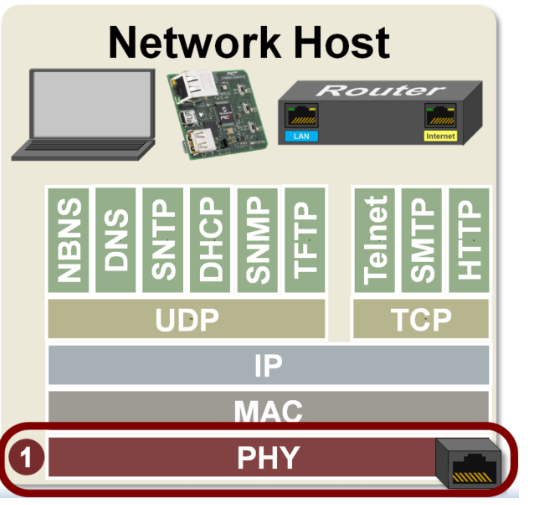 Network Host
Router
LAN
Internet
NBNS
DNS
SNTP
DHCP
SNMP
TFTP
Telnet
SMTP
HTTP
UDP
TCP
IP
MAC
1
PHY